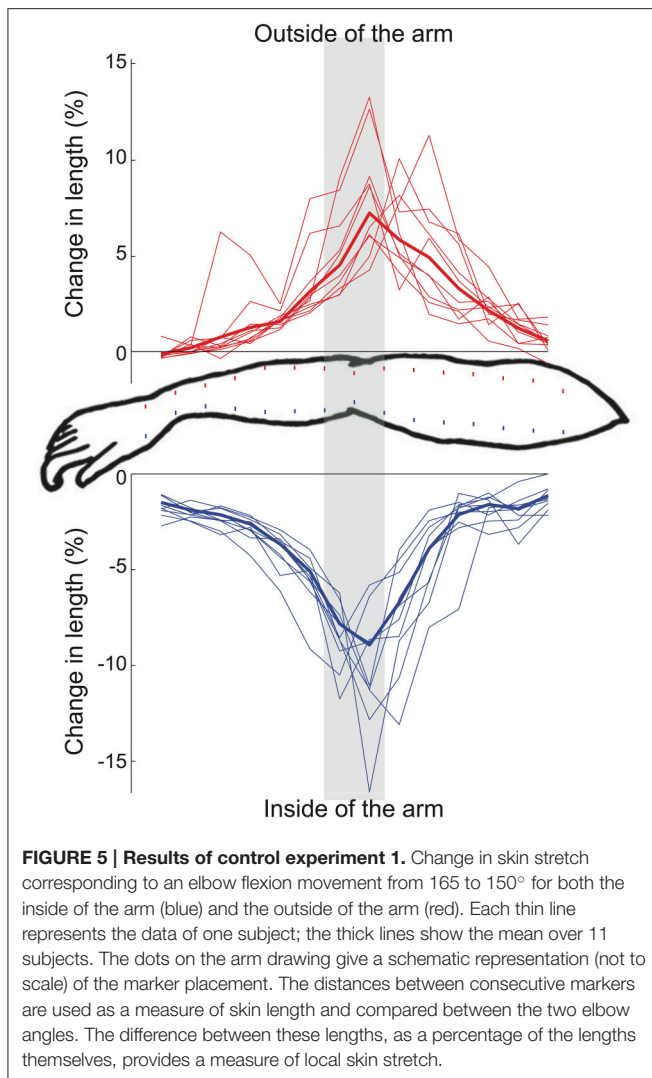 Outside of the arm
15
10
5
0
Change in length (%)
0
-5
-10
-15
Change in length (%)
Inside of the arm
FIGURE 5 | Results of control experiment 1. Change in skin stretch
corresponding to an elbow flexion movement from 165 to 150° for both the
inside of the arm (blue) and the outside of the arm (red). Each thin line
represents the data of one subject; the thick lines show the mean over 11
subjects. The dots on the arm drawing give a schematic representation (not to
scale) of the marker placement. The distances between consecutive markers
are used as a measure of skin length and compared between the two elbow
angles. The difference between these lengths, as a percentage of the lengths
themselves, provides a measure of local skin stretch.